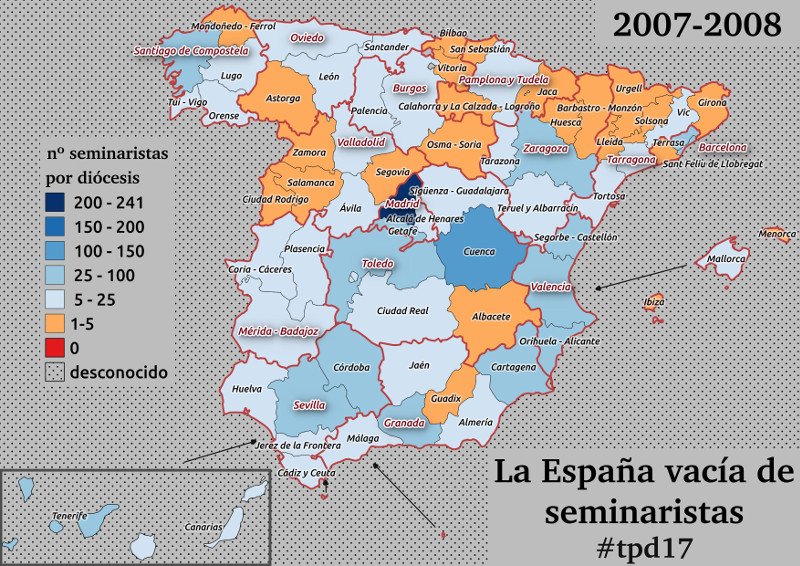 2007-2008
Mondoñedo - Ferrol
Santiago de Compostela
Oviedo
Santander
Bilbao
San Sebastián
Vitoria
Pamplona y Tudela
Lugo
León
Burgos
Jaca
Urgell
Girona
Astorga
Palencia
Calahorra y La Calzada - Logroño
Barbastro - Monzón
Huesca
Solsona
Vic
Tui - Vigo
Orense
Valladolid
Osma - Soria
Zaragoza
Lleida
Terrasa
Barcelona
Sant Feliu de Llobregat
Zamora
Tarazona
Tarragona
Segovia
Salamanca
Sigüenza - Guadalajara
Tortosa
Ciudad Rodrigo
Ávila
Madrid
Alcalá de Henares
Getafe
Teruel y Albarracín
Segorbe - Castellón
Menorca
Plasencia
Cuenca
Mallorca
Coria - Cáceres
Toledo
Valencia
Ibiza
Ciudad Real
Albacete
Mérida - Badajoz
Orihuela - Alicante
Córdoba
Jaén
Cartagena
Huelva
Guadix
Sevilla
Granada
Almería
Jerez de la Frontera
Málaga
Cádiz y Ceuta
Tenerife
Canarias
nº seminaristas
por diócesis
200 - 241
150 - 200
100 - 150
25 - 100
5 - 25
1-5
0
desconocido
La España vacía de
seminaristas
#tpd17